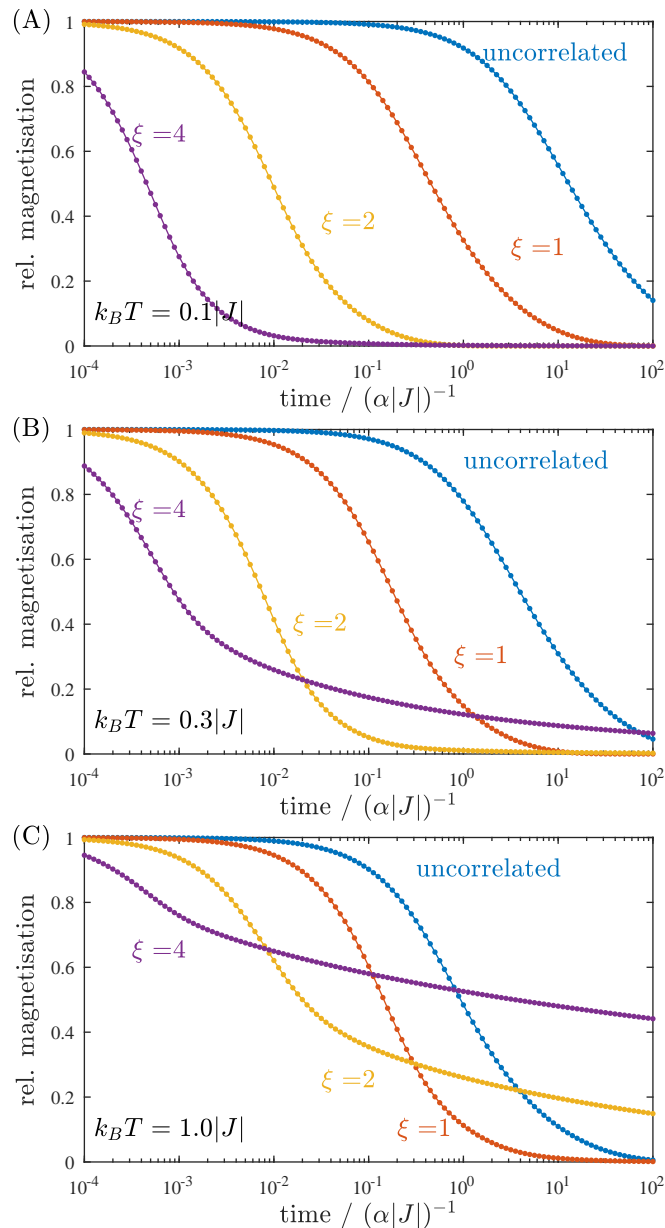 (A)
1
0.8
0.6
0.4
0.2
0
rel. magnetisation
uncorrelated
ξ =4
ξ =2
ξ =1
k_BT = 0.1|J|
10^-4 10^-3 10^-2 10^-1 10^0 10^1 10^2
time / (α|J|)^−1
(B)
1
0.8
0.6
0.4
0.2
0
rel. magnetisation
uncorrelated
ξ =4
ξ =2
ξ =1
k_BT = 0.3|J|
10^-4 10^-3 10^-2 10^-1 10^0 10^1 10^2
time / (α|J|)^−1
(C)
1
0.8
0.6
0.4
0.2
0
rel. magnetisation
uncorrelated
ξ =4
ξ =2
ξ =1
k_BT = 1.0|J|
10^-4 10^-3 10^-2 10^-1 10^0 10^1 10^2
time / (α|J|)^−1